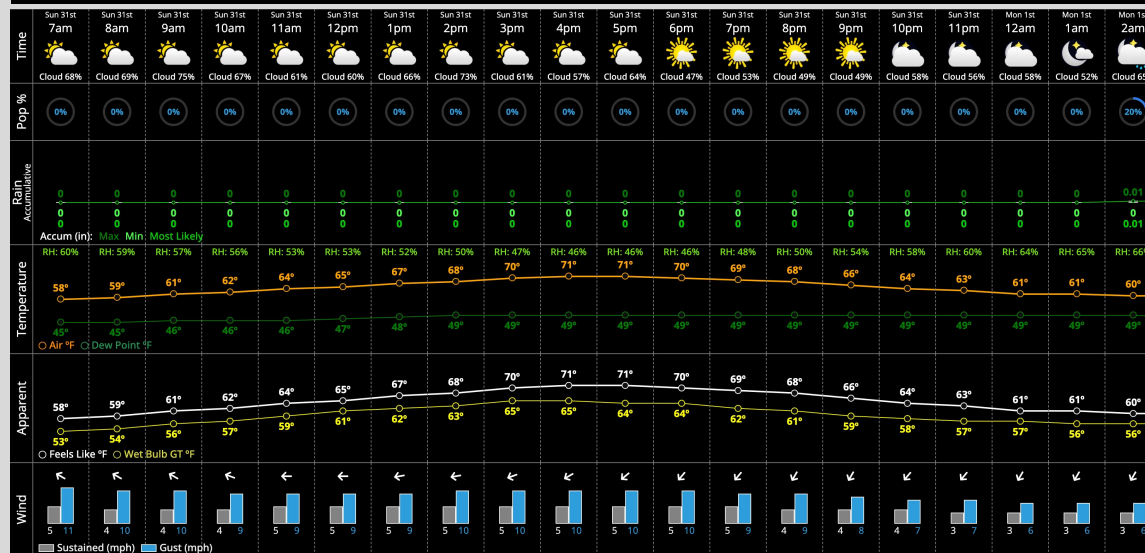 Sun 31st Sun 31st Sun 31st Sun 31st Sun 31st Sun 31st Sun 31st Sun 31st Sun 31st Sun 31st Sun 31st Sun 31st Sun 31st Sun 31st Sun 31st Sun 31st Sun 31st Mon 1st Mon 1st Mon 1st
Time 7am 8am 9am 10am 11am 12pm 1pm 2pm 3pm 4pm 5pm 6pm 7pm 8pm 9pm 10pm 11pm 12am 1am 2am
Cloud 68% Cloud 69% Cloud 75% Cloud 67% Cloud 61% Cloud 60% Cloud 66% Cloud 73% Cloud 61% Cloud 57% Cloud 64% Cloud 47% Cloud 53% Cloud 49% Cloud 49% Cloud 58% Cloud 56% Cloud 58% Cloud 52% Cloud 65
Pop % 0% 0% 0% 0% 0% 0% 0% 0% 0% 0% 0% 0% 0% 0% 0% 0% 0% 0% 0% 20%
Rain
Accumulative
0 0 0 0 0 0 0 0 0 0 0 0 0 0 0 0 0 0 0 0.01
0 0 0 0 0 0 0 0 0 0 0 0 0 0 0 0 0 0 0 0
0 0 0 0 0 0 0 0 0 0 0 0 0 0 0 0 0 0 0 0.01
Accum (in): Max Min Most Likely
RH: 60% RH: 59% RH: 57% RH: 56% RH: 53% RH: 53% RH: 52% RH: 50% RH: 47% RH: 46% RH: 46% RH: 46% RH: 48% RH: 50% RH: 54% RH: 58% RH: 60% RH: 64% RH: 65% RH: 66
Temperature
58° 59° 61° 62° 64° 65° 67° 68° 70° 71° 71° 70° 69° 68° 66° 64° 63° 61° 61° 60°
45° 45° 46° 46° 46° 47° 48° 49° 49° 49° 49° 49° 49° 49° 49° 49° 49° 49° 49° 49°
Air °F Dew Point °F
Apparent
58° 59° 61° 62° 64° 65° 67° 68° 70° 71° 71° 70° 69° 68° 66° 64° 63° 61° 61° 60°
53° 54° 56° 57° 59° 61° 62° 63° 65° 65° 64° 64° 62° 61° 59° 58° 57° 57° 56° 56°
Feels Like °F Wet Bulb GT °F
Wind
5 11 4 10 4 10 4 9 4 9 4 9 4 9 5 10 5 10 5 10 5 10 5 10 5 9 4 9 4 8 4 7 3 7 3 6 3 6 3 6
Sustained (mph) Gust (mph)